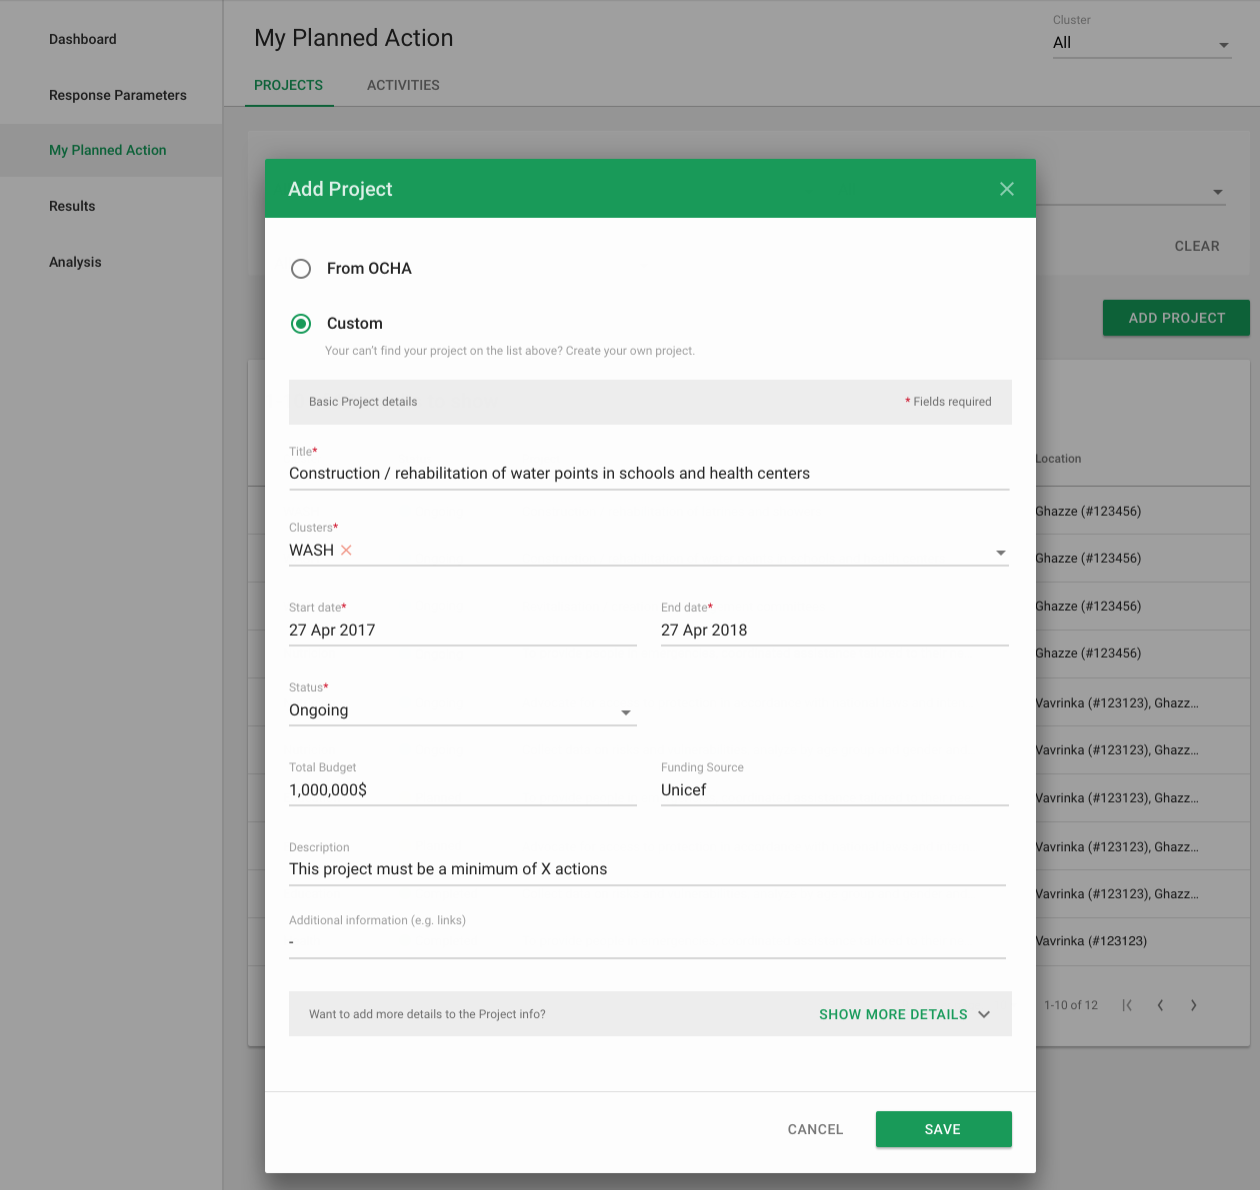 Dashboard
Response Parameters
My Planned Action
Results
Analysis
My Planned Action
Cluster
All
PROJECTS ACTIVITIES
CLEAR
ADD PROJECT
Add Project
From OCHA
Custom
Your can't find your project on the list above? Create your own project.
Basic Project details * Fields required
Title*
Construction / rehabilitation of water points in schools and health centers
Clusters*
WASH
Start date* End date*
27 Apr 2017 27 Apr 2018
Status*
Ongoing
Total Budget Funding Source
1,000,000$ Unicef
Description
This project must be a minimum of X actions
Additional information (e.g. links)
-
Want to add more details to the Project info? SHOW MORE DETAILS
CANCEL SAVE
Location
Ghazze (#123456)
Ghazze (#123456)
Ghazze (#123456)
Ghazze (#123456)
Vavrinka (#123123), Ghazz...
Vavrinka (#123123), Ghazz...
Vavrinka (#123123), Ghazz...
Vavrinka (#123123), Ghazz...
Vavrinka (#123123), Ghazz...
Vavrinka (#123123)
1-10 of 12